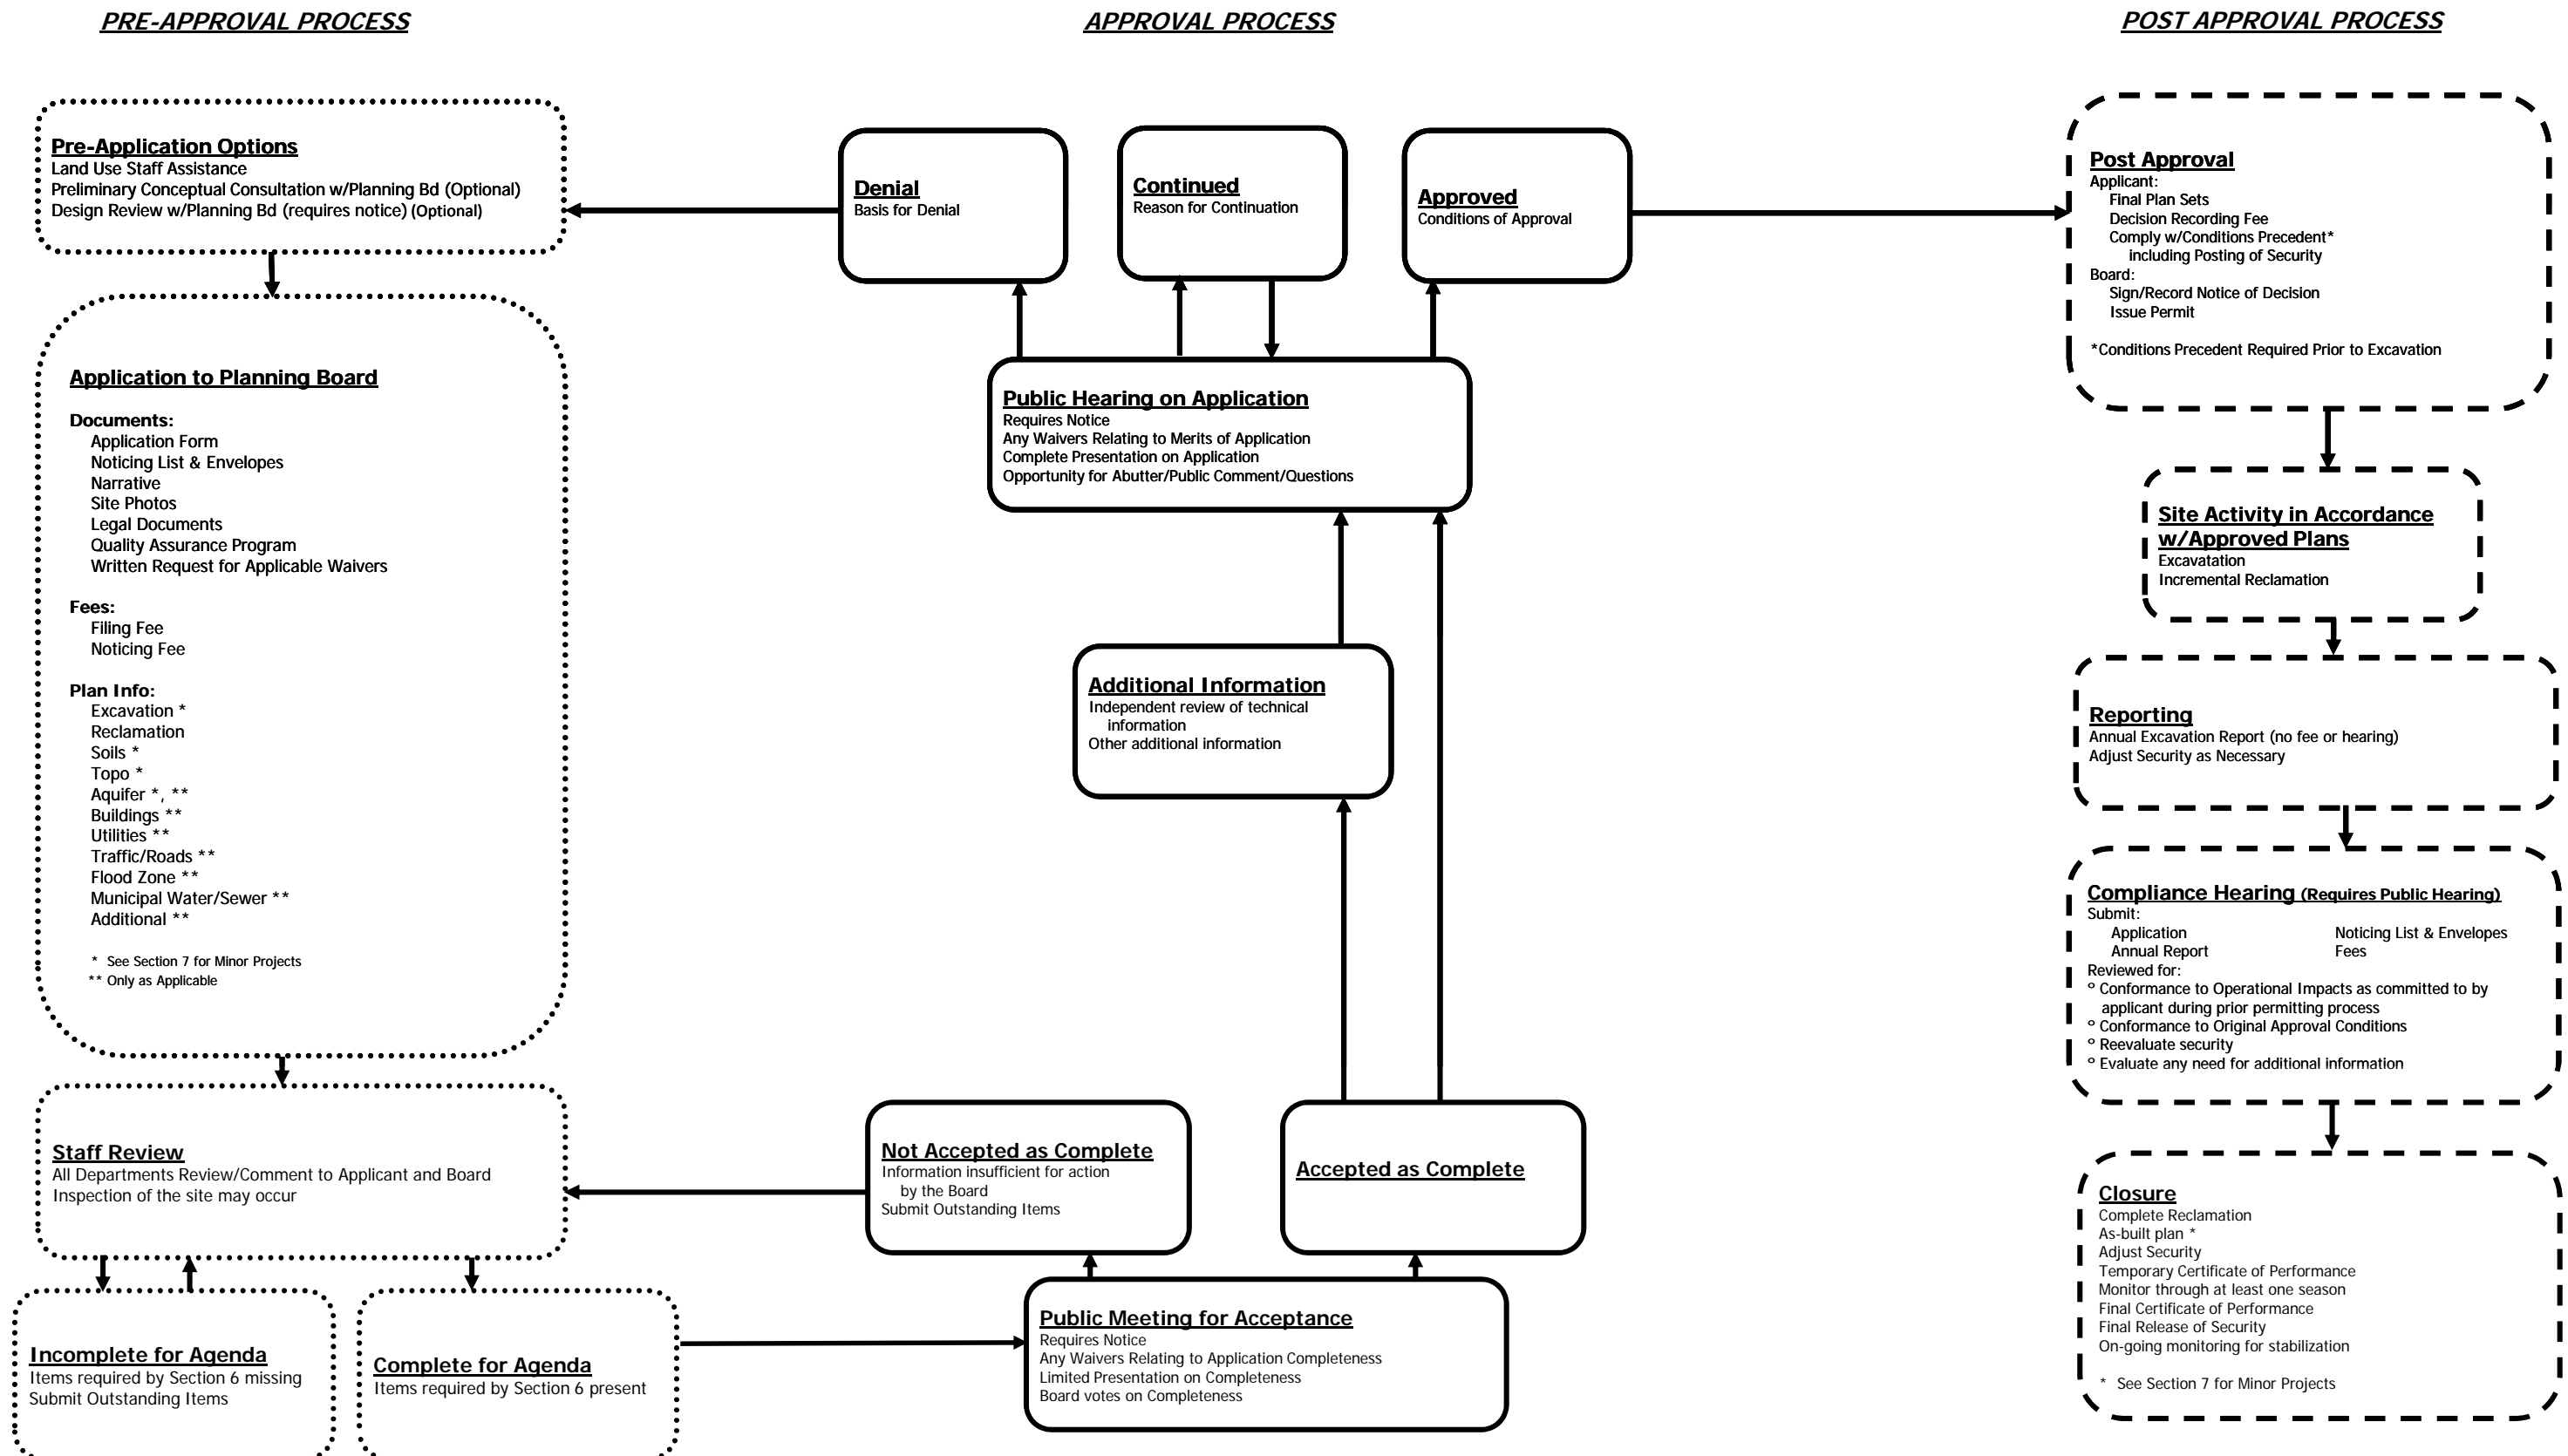 PRE-APPROVAL PROCESS
APPROVAL PROCESS
POST APPROVAL PROCESS
Pre-Application Options
Land Use Staff Assistance
Preliminary Conceptual Consultation w/Planning Bd (Optional)
Design Review w/Planning Bd (requires notice) (Optional)
Application to Planning Board
Documents:
Application Form
Noticing List & Envelopes
Narrative
Site Photos
Legal Documents
Quality Assurance Program
Written Request for Applicable Waivers
Fees:
Filing Fee
Noticing Fee
Plan Info:
Excavation *
Reclamation
Soils *
Topo *
Aquifer *, **
Buildings **
Utilities **
Traffic/Roads **
Flood Zone **
Municipal Water/Sewer **
Additional **
* See Section 7 for Minor Projects
** Only as Applicable
Staff Review
All Departments Review/Comment to Applicant and Board
Inspection of the site may occur
Incomplete for Agenda
Items required by Section 6 missing
Submit Outstanding Items
Complete for Agenda
Items required by Section 6 present
Denial
Basis for Denial
Continued
Reason for Continuation
Approved
Conditions of Approval
Public Hearing on Application
Requires Notice
Any Waivers Relating to Merits of Application
Complete Presentation on Application
Opportunity for Abutter/Public Comment/Questions
Additional Information
Independent review of technical
information
Other additional information
Not Accepted as Complete
Information insufficient for action
by the Board
Submit Outstanding Items
Accepted as Complete
Public Meeting for Acceptance
Requires Notice
Any Waivers Relating to Application Completeness
Limited Presentation on Completeness
Board votes on Completeness
Post Approval
Applicant:
Final Plan Sets
Decision Recording Fee
Comply w/Conditions Precedent*
including Posting of Security
Board:
Sign/Record Notice of Decision
Issue Permit
*Conditions Precedent Required Prior to Excavation
Site Activity in Accordance
w/Approved Plans
Excavatation
Incremental Reclamation
Reporting
Annual Excavation Report (no fee or hearing)
Adjust Security as Necessary
Compliance Hearing (Requires Public Hearing)
Submit:
Application Noticing List & Envelopes
Annual Report Fees
Reviewed for:
º Conformance to Operational Impacts as committed to by
applicant during prior permitting process
º Conformance to Original Approval Conditions
º Reevaluate security
º Evaluate any need for additional information
Closure
Complete Reclamation
As-built plan *
Adjust Security
Temporary Certificate of Performance
Monitor through at least one season
Final Certificate of Performance
Final Release of Security
On-going monitoring for stabilization
* See Section 7 for Minor Projects